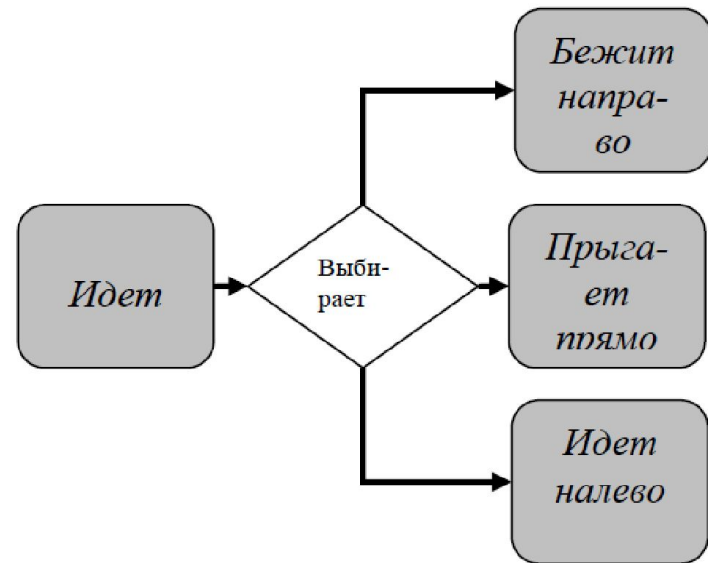 Идет
Выби-
рает
Бежит
напра-
во
Прыга-
ет
прямо
Идет
налево